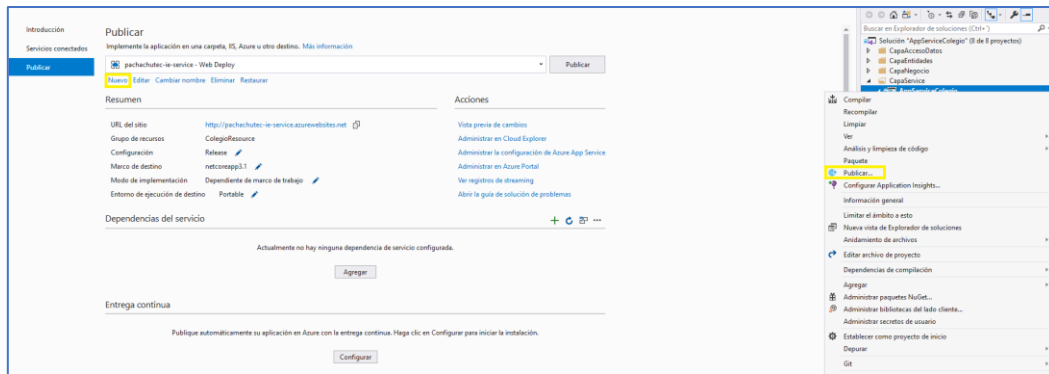 Introducción
Servicios conectados
Publicar
Publicar
Implemente la aplicación en una carpeta, IIS, Azure u otro destino. Más información
pachachutec-ie-service - Web Deploy
Publicar
Nuevo Editar Cambiar nombre Eliminar Restaurar
Resumen
URL del sitio http://pachachutec-ie-service.azurewebsites.net
Grupo de recursos ColegioResource
Configuración Release
Marco de destino netcoreapp3.1
Modo de implementación Dependiente de marco de trabajo
Entorno de ejecución de destino Portable
Acciones
Vista previa de cambios
Administrar en Cloud Explorer
Administrar la configuración de Azure App Service
Administrar en Azure Portal
Ver registros de streaming
Abrir la guía de solución de problemas
Dependencias del servicio
Actualmente no hay ninguna dependencia de servicio configurada.
Agregar
Entrega continua
Publique automáticamente su aplicación en Azure con la entrega continua. Haga clic en Configurar para iniciar la instalación.
Configurar
Buscar en Explorador de soluciones (Ctrl+¨)
Solución "AppServiceColegio" (8 de 8 proyectos)
CapaAccesoDatos
CapaEntidades
CapaNegocio
CapaService
AppServiceColegio
Compilar
Recompilar
Limpiar
Ver
Análisis y limpieza de código
Paquete
Publicar...
Configurar Application Insights...
Información general
Limitar el ámbito a esto
Nueva vista de Explorador de soluciones
Anidamiento de archivos
Editar archivo de proyecto
Dependencias de compilación
Agregar
Administrar paquetes NuGet...
Administrar bibliotecas del lado cliente...
Administrar secretos de usuario
Establecer como proyecto de inicio
Depurar
Git